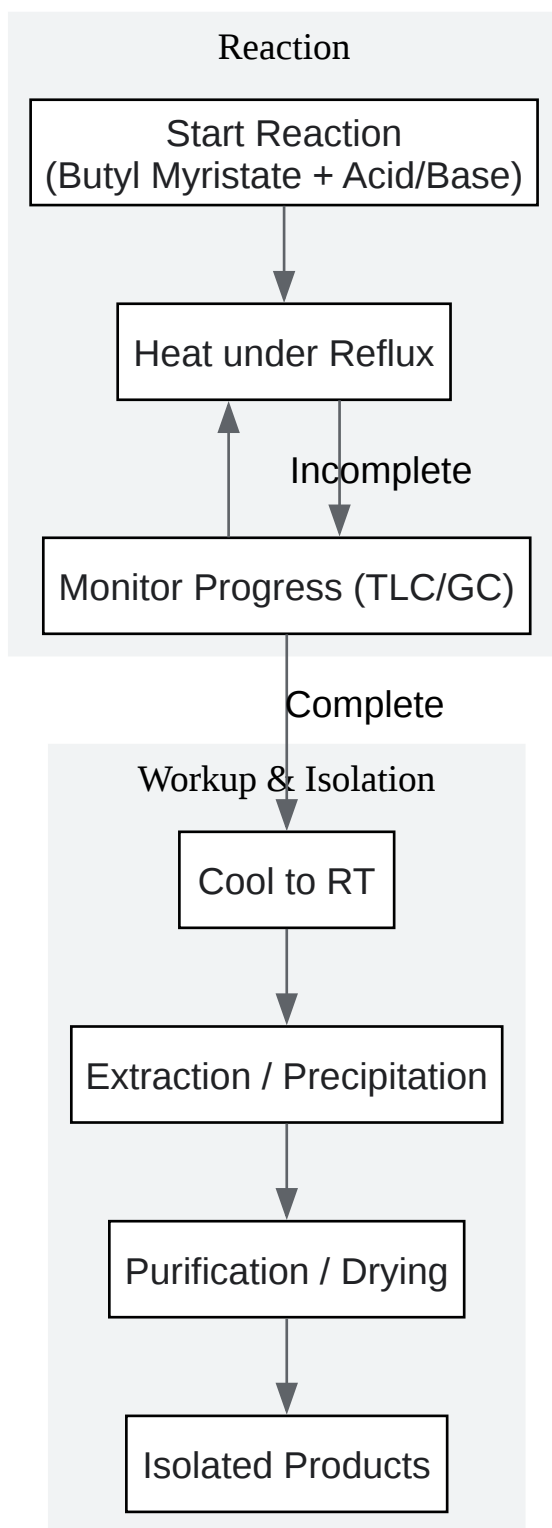 Reaction
Start Reaction
(Butyl Myristate + Acid/Base)
Heat under Reflux
Incomplete
Monitor Progress (TLC/GC)
Complete
Workup & Isolation
Cool to RT
Extraction / Precipitation
Purification / Drying
Isolated Products